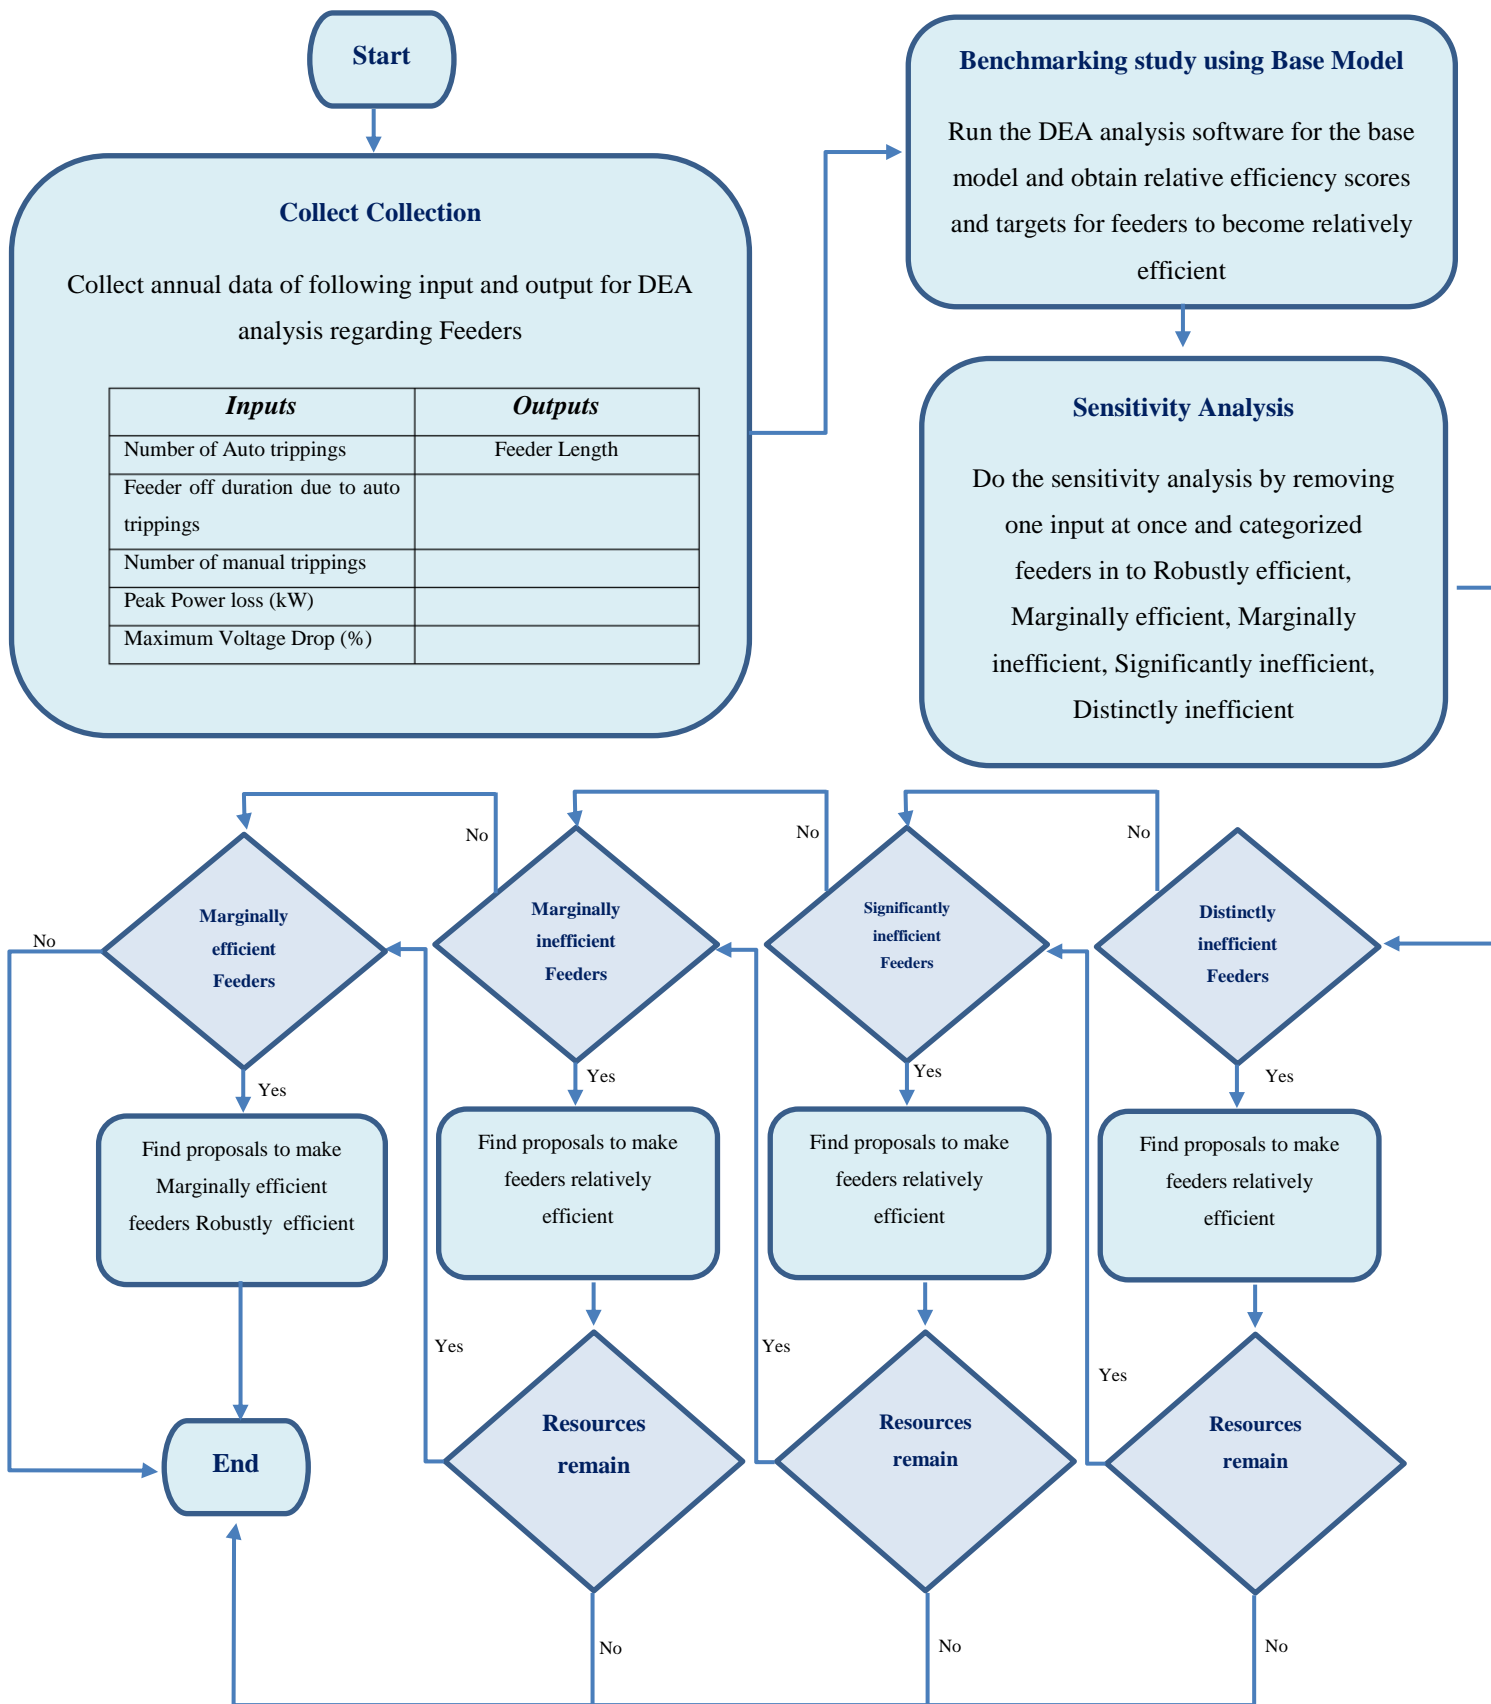 Start
Collect Collection
Collect annual data of following input and output for DEA
analysis regarding Feeders
Inputs Outputs
Number of Auto trippings Feeder Length
Feeder off duration due to auto
trippings
Number of manual trippings
Peak Power loss (kW)
Maximum Voltage Drop (%)
Benchmarking study using Base Model
Run the DEA analysis software for the base
model and obtain relative efficiency scores
and targets for feeders to become relatively
efficient
Sensitivity Analysis
Do the sensitivity analysis by removing
one input at once and categorized
feeders in to Robustly efficient,
Marginally efficient, Marginally
inefficient, Significantly inefficient,
Distinctly inefficient
Distinctly
inefficient
Feeders
No
Yes
Find proposals to make
feeders relatively
efficient
Resources
remain
Yes
No
Significantly
inefficient
Feeders
No
Yes
Find proposals to make
feeders relatively
efficient
Resources
remain
Yes
No
Marginally
inefficient
Feeders
No
Yes
Find proposals to make
feeders relatively
efficient
Resources
remain
Yes
No
Marginally
efficient
Feeders
No
Yes
Find proposals to make
Marginally efficient
feeders Robustly efficient
End